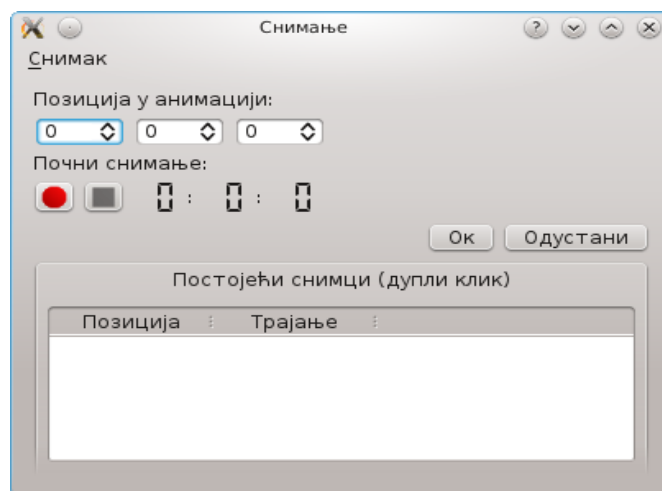 Снимање
Снимак
Позиција у анимацији:
0 0 0
Почни снимање:
0 : 0 : 0
Ок Одустани
Постојећи снимци (дупли клик)
Позиција Трајање